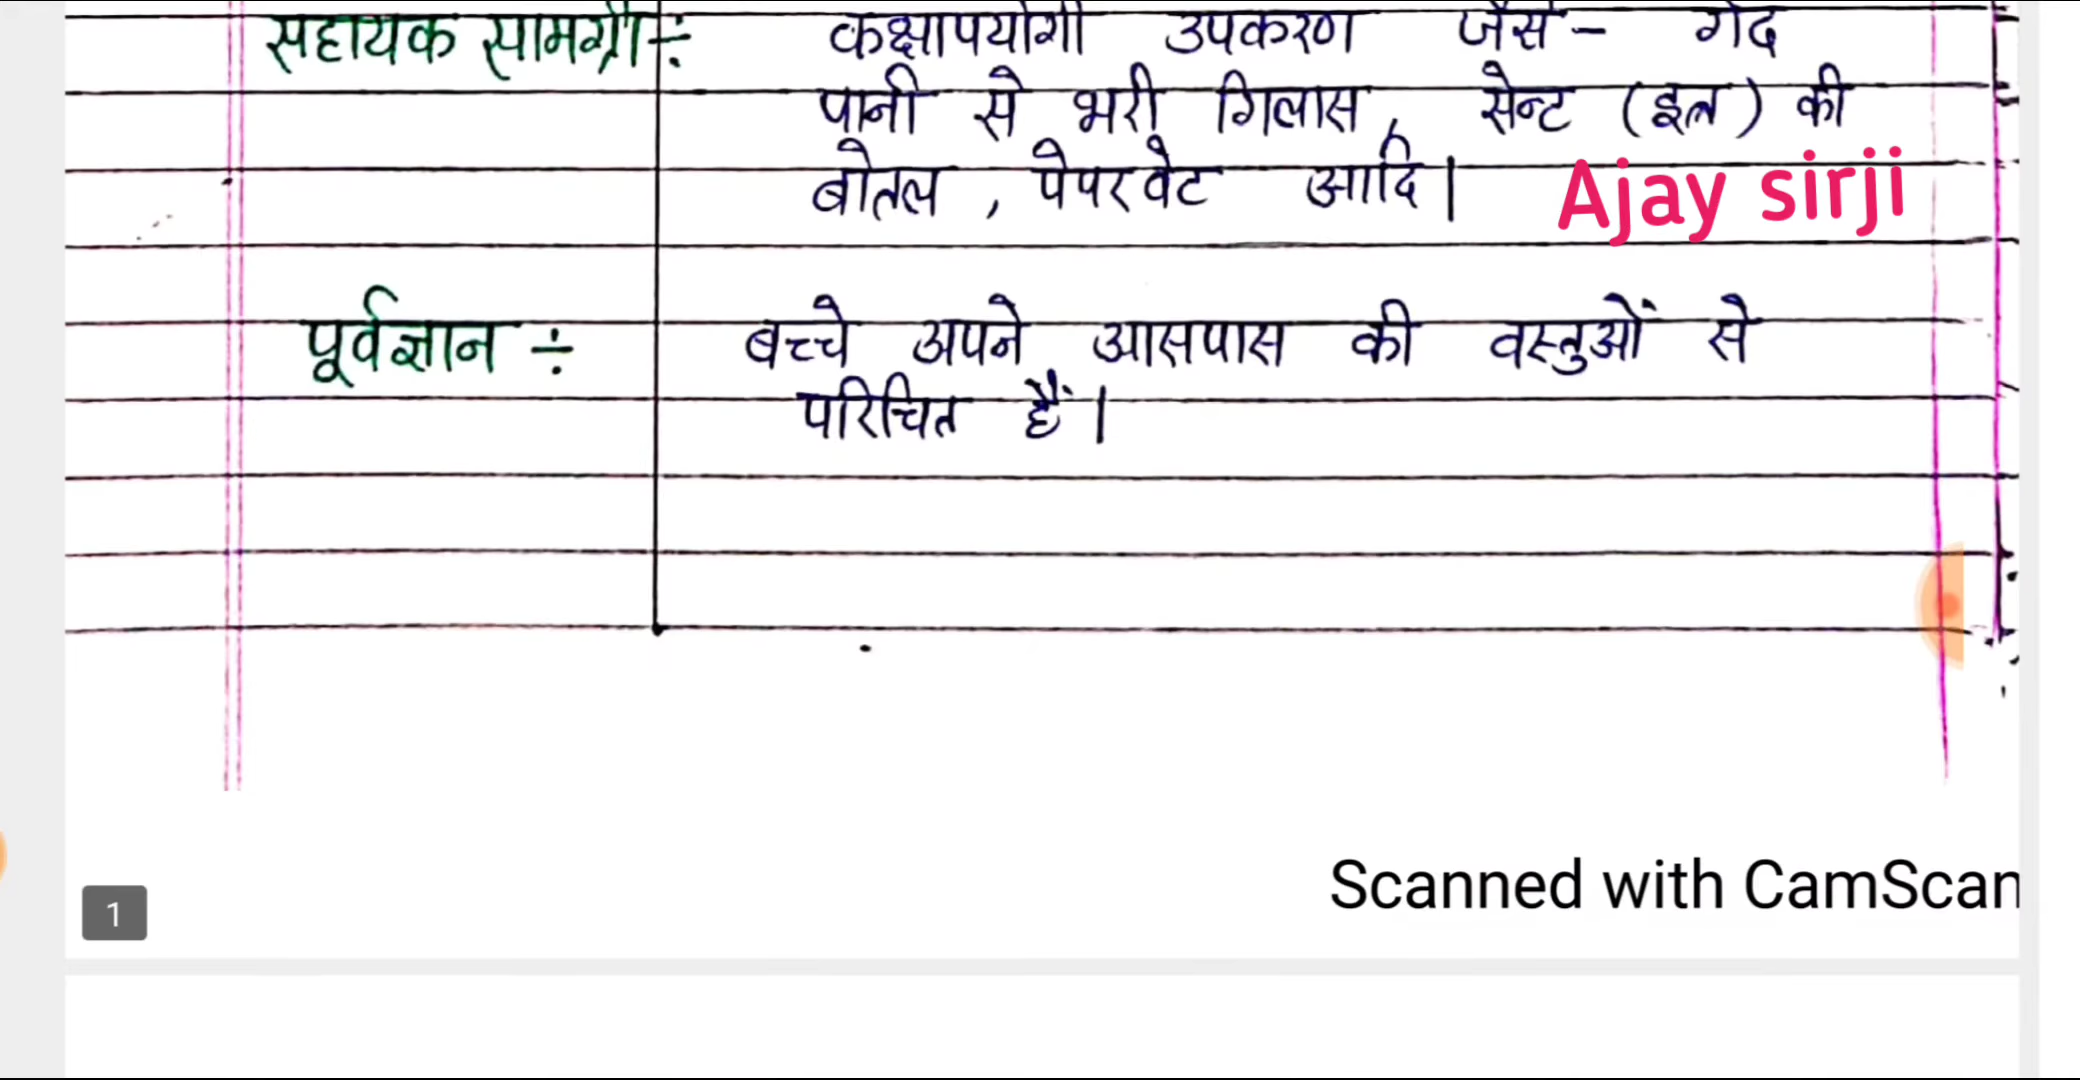 सहायक सामग्री ÷ कक्षोपयोगी उपकरण जैसे - गेंद
पानी से भरी गिलास, सेन्ट (इत्र) की
बोतल, पेपरवेट आदि।
Ajay sirji
पूर्वज्ञान ÷ बच्चे अपने आसपास की वस्तुओं से
परिचित हैं।
Scanned with CamScan
1